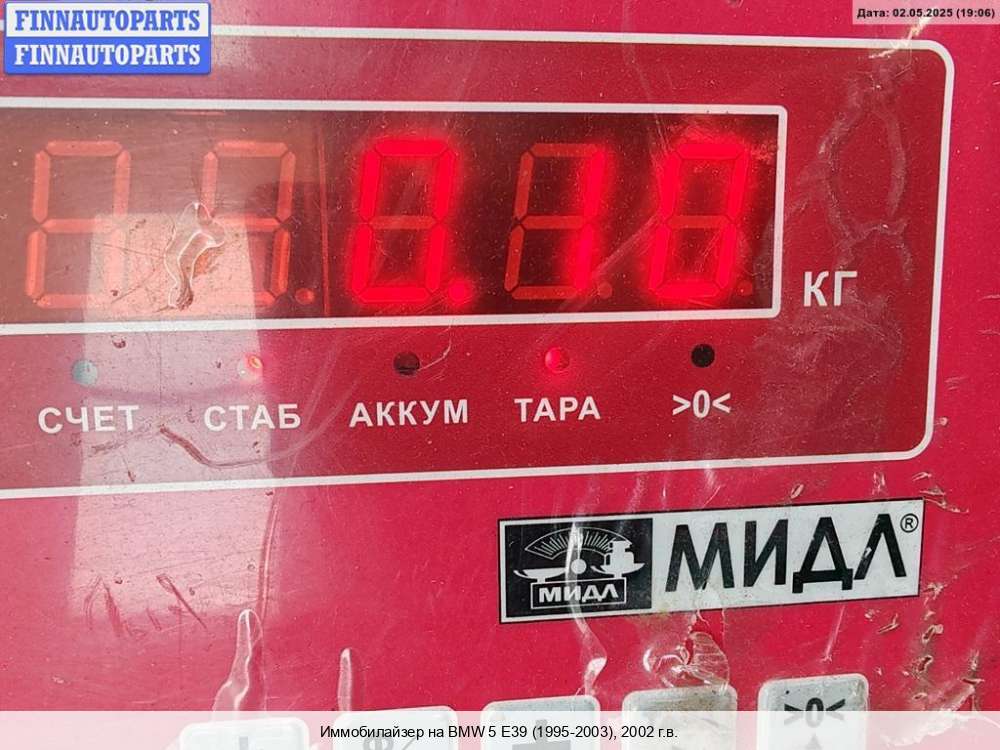 FINNAUTOPARTS
FINNAUTOPARTS
Дата: 02.05.2025 (19:06)
0.10
КГ
СЧЕТ СТАБ АККУМ ТАРА >0<
МИДЛ МИДЛ®
>0<
Иммобилайзер на BMW 5 E39 (1995-2003), 2002 г.в.